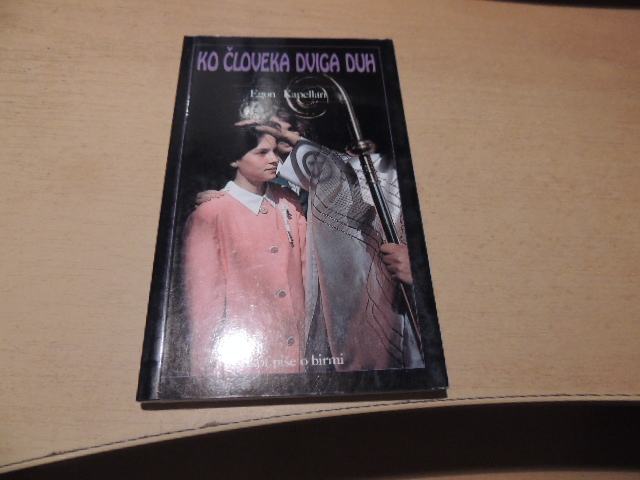 KO ČLOVEKA DVIGA DUH
Egon Kapellari
piše o birmi